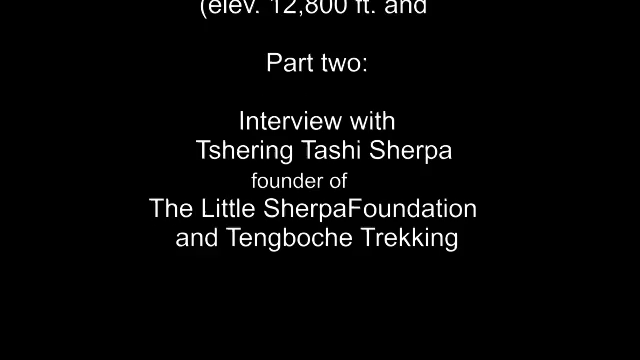 (elev. 12,800 ft. and
Part two:
Interview with
Tshering Tashi Sherpa
founder of
The Little SherpaFoundation
and Tengboche Trekking